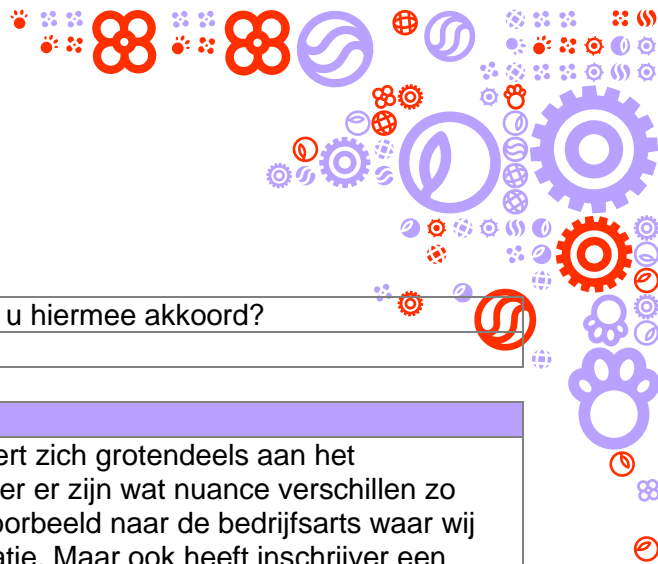 u hiermee akkoord?
ert zich grotendeels aan het
er er zijn wat nuance verschillen zo
oorbeeld naar de bedrijfsarts waar wij
atie. Maar ook heeft inschrijver een